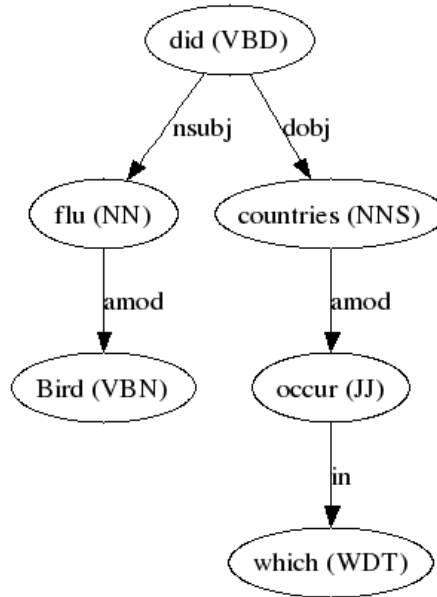 did (VBD)
nsubj dobj
flu (NN) countries (NNS)
amod amod
Bird (VBN) occur (JJ)
in
which (WDT)